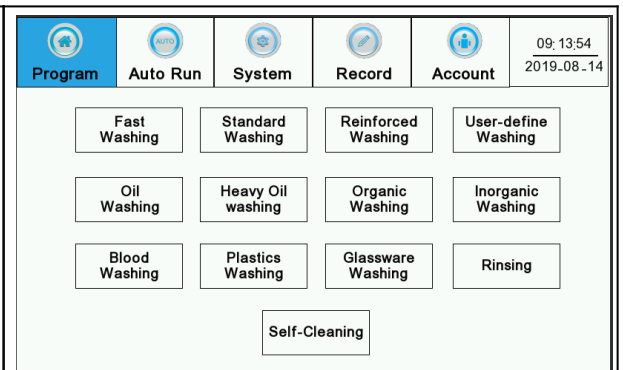 AUTO
09:13:54
Program Auto Run System Record Account
2019-08-14
Fast Standard Reinforced User-define
Washing Washing Washing Washing
Oil Heavy Oil Organic Inorganic
Washing washing Washing Washing
Blood Plastics Glassware Rinsing
Washing Washing Washing
Self-Cleaning